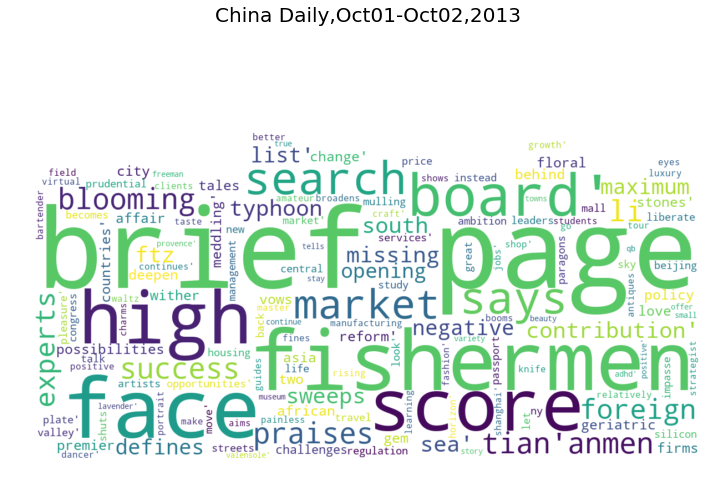 China Daily,Oct01-Oct02,2013
better
true
growth'
list'
change'
price
floral
eyes
field
city
search
shows
instead
behind
luxury
virtual
prudential
freeman
clients
tales
amateur
broadens
mulling
board'
maximum
bartender
blooming
typhoon
craft'
towns
stones'
becomes
affair
taste
market'
south
ambition
leaders
students
mall
li
liberate
brief
page
provence'
meddling'
new
services'
great
jobs'
shop'
go
tour
countries'
ftz
continues'
management
central
tells
missing
paragons
sky
qb
beijing
deepen
stay
opening
study
antiques
waltz
wither
vows
master
market
says
policy
experts
pleasure'
congress
high
charms
back
continue
manufacturing
booms
love
offer
small
negative
variety
contribution'
possibilities
housing
fines
reform'
look'
fashion'
passport
talk
asia
fishermen
positive
success
guides
life
rising
knife
adhd'
positive'
impasse
strategist
artists
opportunities'
two
museum
sweeps
beauty
relatively
face
score
foreign
lavender'
portrait
african
travel
learning
horizon'
shanghai'
let
ny
plate'
shuts
make
move'
aims
painless
gem
geriatric
valley'
streets
praises
sea'
tian'anmen
silicon
premier
defines
challenges
regulation
firms
dancer'
valensole'
story